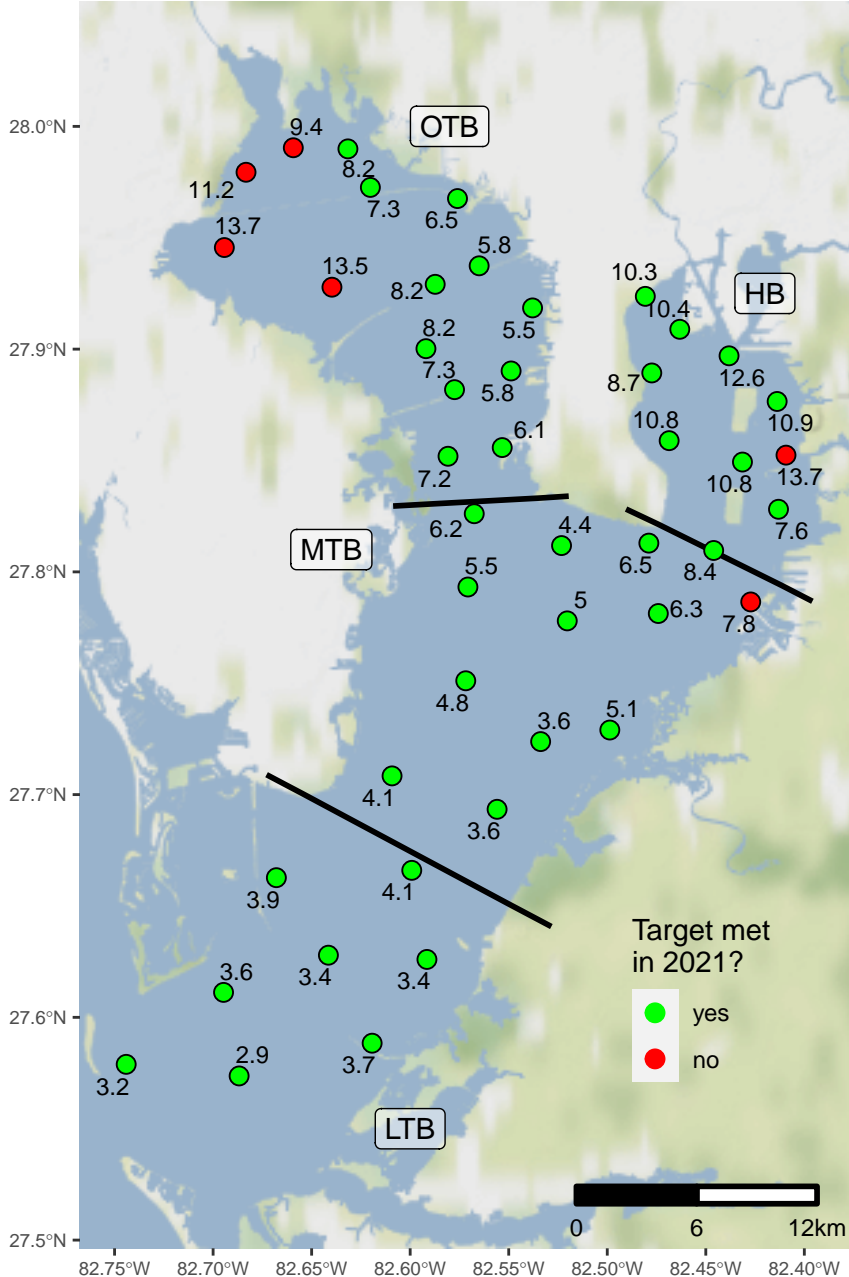 28.0°N
9.4
OTB
8.2
11.2
7.3
6.5
13.7
5.8
13.5
10.3
HB
8.2
10.4
5.5
8.2
27.9°N
7.3
12.6
8.7
5.8
10.8
10.9
6.1
7.2
10.8
13.7
6.2
4.4
7.6
MTB
6.5
8.4
27.8°N
5.5
5
6.3
7.8
4.8
3.6
5.1
27.7°N
4.1
3.6
4.1
3.9
Target met
in 2021?
3.6
3.4
3.4
yes
27.6°N
2.9
3.7
no
3.2
LTB
0
6
12km
27.5°N
82.75°W
82.70°W
82.65°W
82.60°W
82.55°W
82.50°W
82.45°W
82.40°W